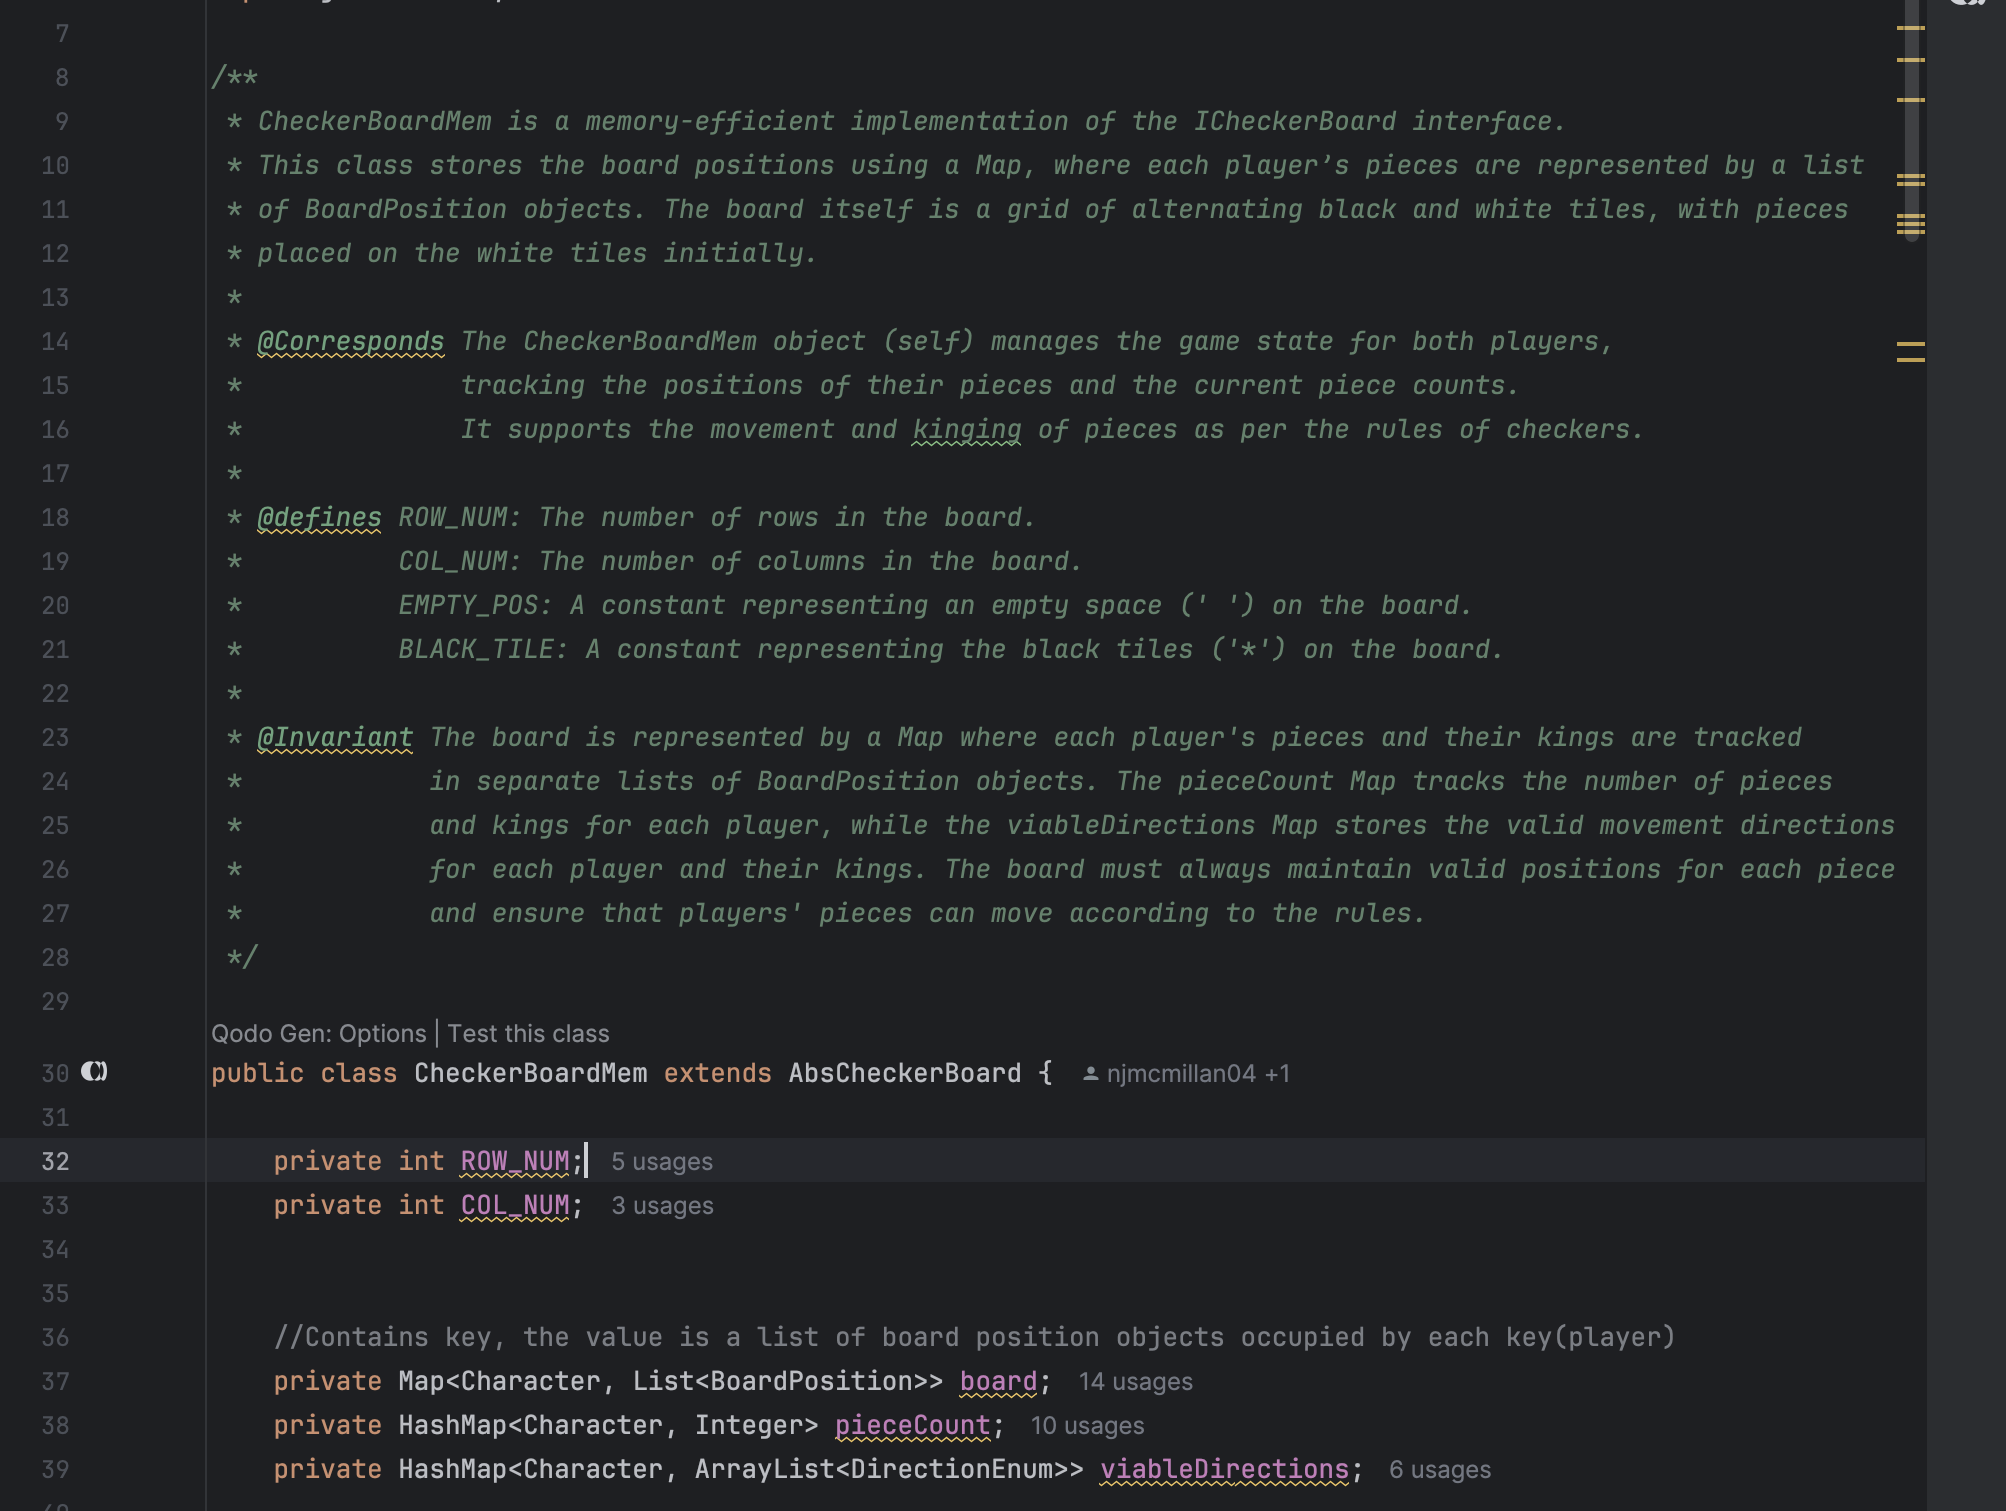 7
8 /**
9 * CheckerBoardMem is a memory-efficient implementation of the ICheckerBoard interface.
10 * This class stores the board positions using a Map, where each player’s pieces are represented by a list
11 * of BoardPosition objects. The board itself is a grid of alternating black and white tiles, with pieces
12 * placed on the white tiles initially.
13 *
14 * @Corresponds The CheckerBoardMem object (self) manages the game state for both players,
15 * tracking the positions of their pieces and the current piece counts.
16 * It supports the movement and kinging of pieces as per the rules of checkers.
17 *
18 * @defines ROW_NUM: The number of rows in the board.
19 * COL_NUM: The number of columns in the board.
20 * EMPTY_POS: A constant representing an empty space (' ') on the board.
21 * BLACK_TILE: A constant representing the black tiles ('*') on the board.
22 *
23 * @Invariant The board is represented by a Map where each player's pieces and their kings are tracked
24 * in separate lists of BoardPosition objects. The pieceCount Map tracks the number of pieces
25 * and kings for each player, while the viableDirections Map stores the valid movement directions
26 * for each player and their kings. The board must always maintain valid positions for each piece
27 * and ensure that players' pieces can move according to the rules.
28 */
29
Qodo Gen: Options | Test this class
30 public class CheckerBoardMem extends AbsCheckerBoard { njmcmillan04 +1
31
32 private int ROW_NUM; 5 usages
33 private int COL_NUM; 3 usages
34
35
36 //Contains key, the value is a list of board position objects occupied by each key(player)
37 private Map<Character, List<BoardPosition>> board; 14 usages
38 private HashMap<Character, Integer> pieceCount; 10 usages
39 private HashMap<Character, ArrayList<DirectionEnum>> viableDirections; 6 usages